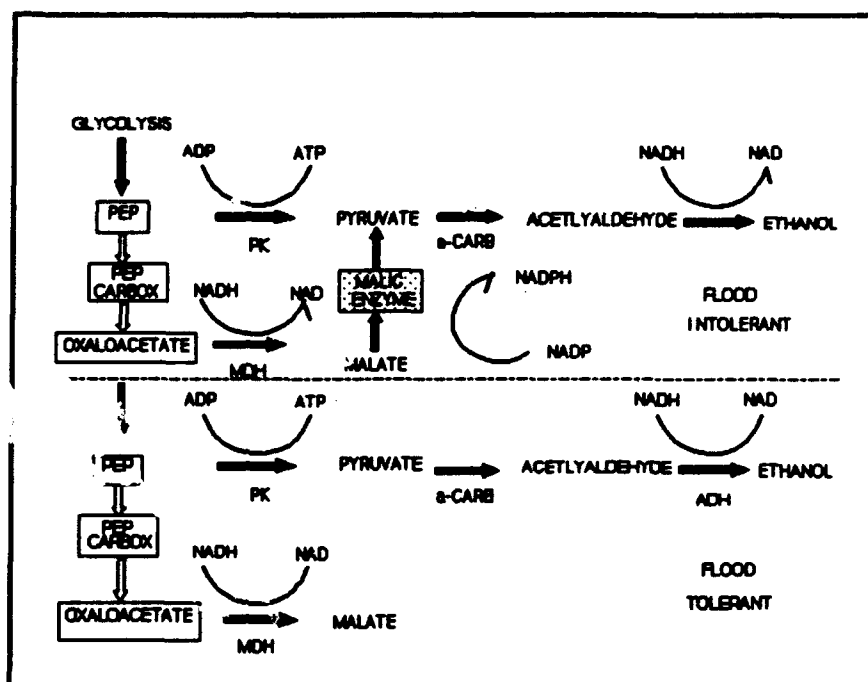 GLYCOLYSIS
ADP ATP NADH NAD
PEP PYRUVATE ACETLYALDEHYDE ETHANOL
PK a-CARB
PEP CARBOX
NADH NAD
MALIC ENZYME
NADPH
FLOOD INTOLERANT
OXALOACETATE
MDH
MALATE
NADP
ADP ATP NADH NAD
PEP PYRUVATE ACETLYALDEHYDE ETHANOL
PK a-CARB ADH
PEP CARBOX
NADH NAD
FLOOD TOLERANT
OXALOACETATE MALATE
MDH